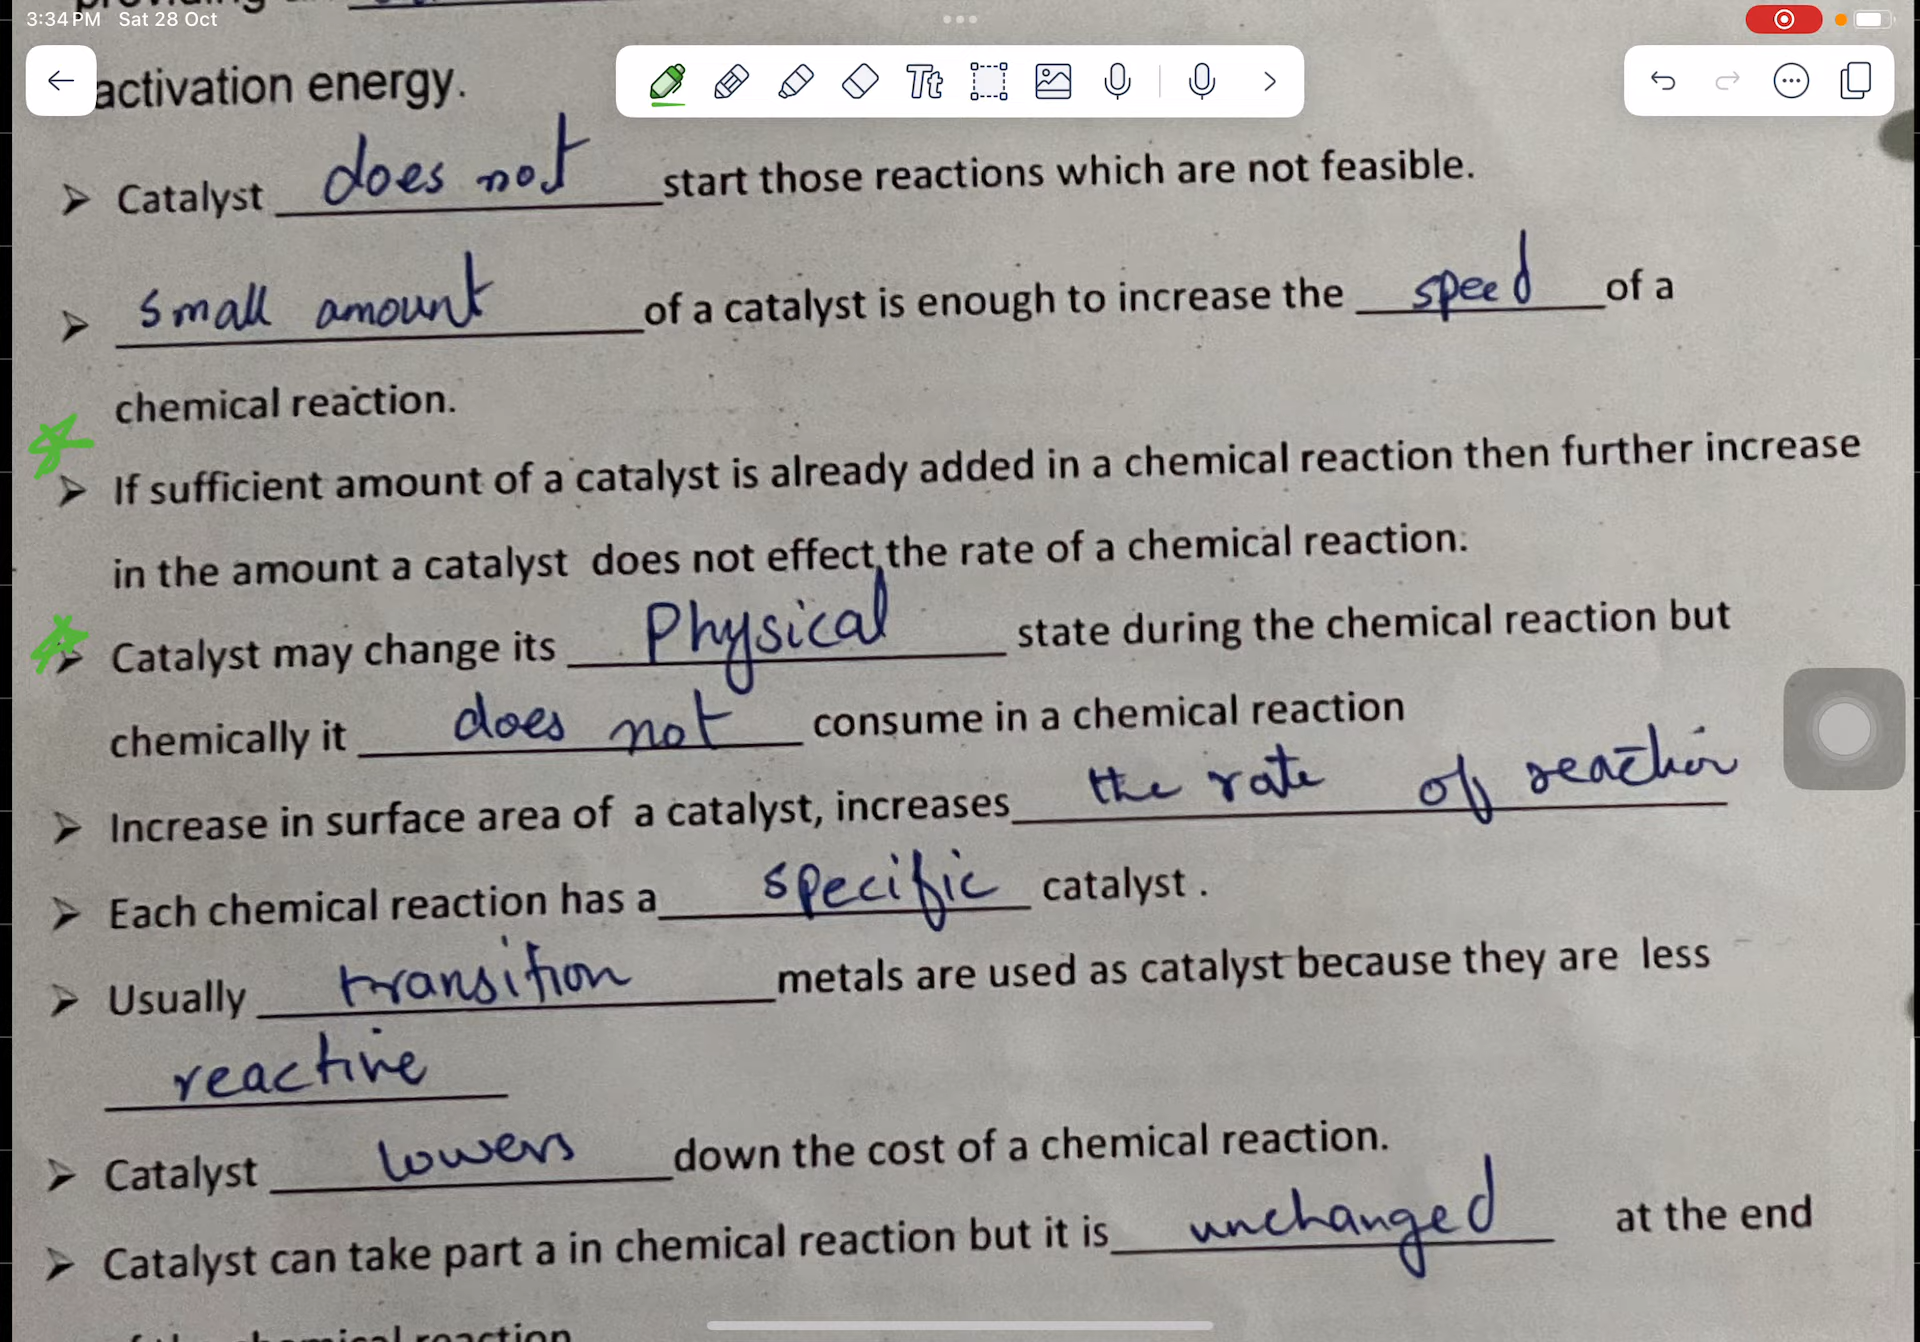 3:34 PM Sat 28 Oct
activation energy.
Tt
➢ Catalyst does not start those reactions which are not feasible.
➢ small amount of a catalyst is enough to increase the speed of a
chemical reaction.
➢ If sufficient amount of a catalyst is already added in a chemical reaction then further increase
in the amount a catalyst does not effect the rate of a chemical reaction.
➢ Catalyst may change its Physical state during the chemical reaction but
chemically it does not consume in a chemical reaction
➢ Increase in surface area of a catalyst, increases the rate of reaction
➢ Each chemical reaction has a specific catalyst .
➢ Usually transition metals are used as catalyst because they are less
reactive
➢ Catalyst lowers down the cost of a chemical reaction.
➢ Catalyst can take part a in chemical reaction but it is unchanged at the end